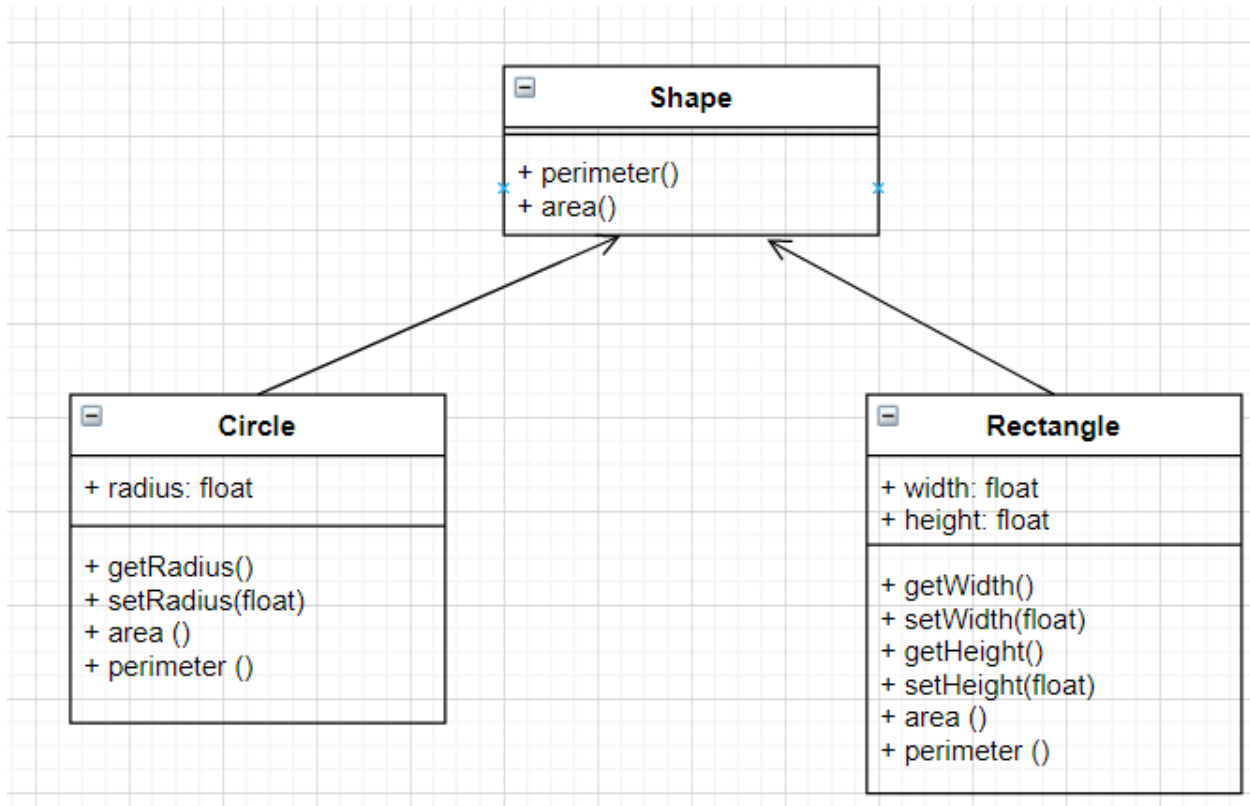 Shape
+ perimeter()
+ area()
Circle
+ radius: float
+ getRadius()
+ setRadius(float)
+ area ()
+ perimeter ()
Rectangle
+ width: float
+ height: float
+ getWidth()
+ setWidth(float)
+ getHeight()
+ setHeight(float)
+ area ()
+ perimeter ()